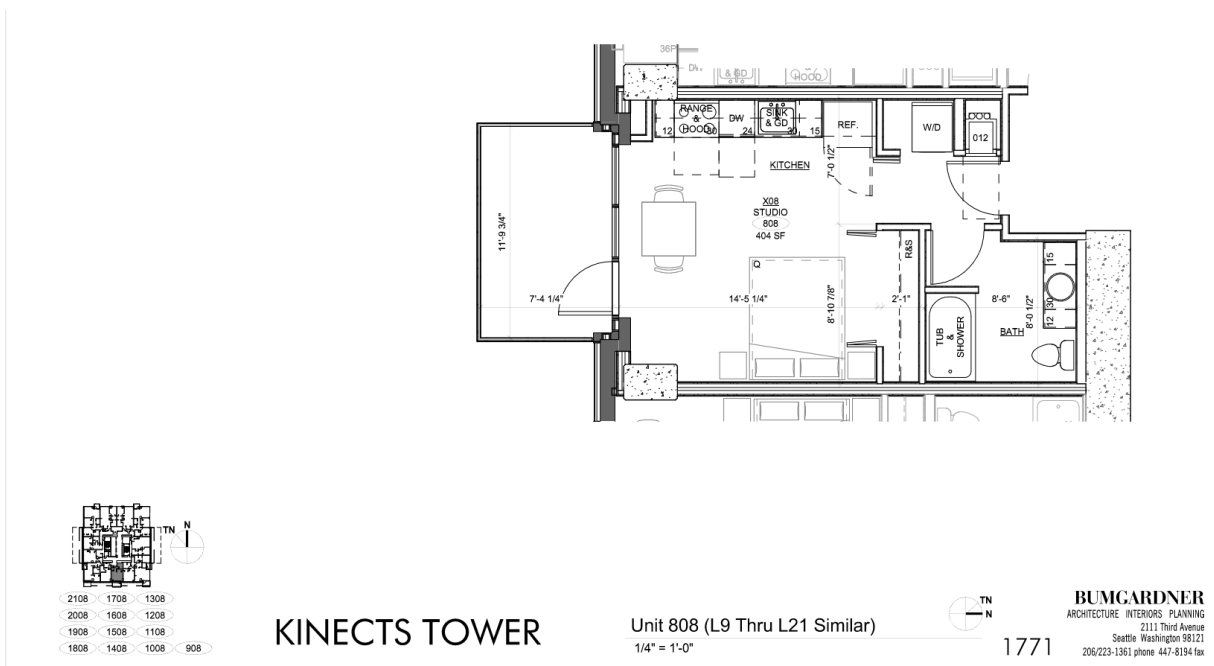 36P
DW
& GD
HOOD
RANGE
&
HOOD
12
30
DW
24
SINK
& GD
30
15
REF.
W/D
012
KITCHEN
7'-0 1/2"
X08
STUDIO
808
404 SF
11'-9 3/4"
R&S
15
Q
7'-4 1/4"
14'-5 1/4"
8'-10 7/8"
2'-1"
8'-6"
8'-0 1/2"
30
12
TUB
&
SHOWER
BATH
TN
N
2108 1708 1308
2008 1608 1208
1908 1508 1108
1808 1408 1008 908
KINECTS TOWER
Unit 808 (L9 Thru L21 Similar)
1/4" = 1'-0"
TN
N
1771
BUMGARDNER
ARCHITECTURE INTERIORS PLANNING
2111 Third Avenue
Seattle Washington 98121
206/223-1361 phone 447-8194 fax